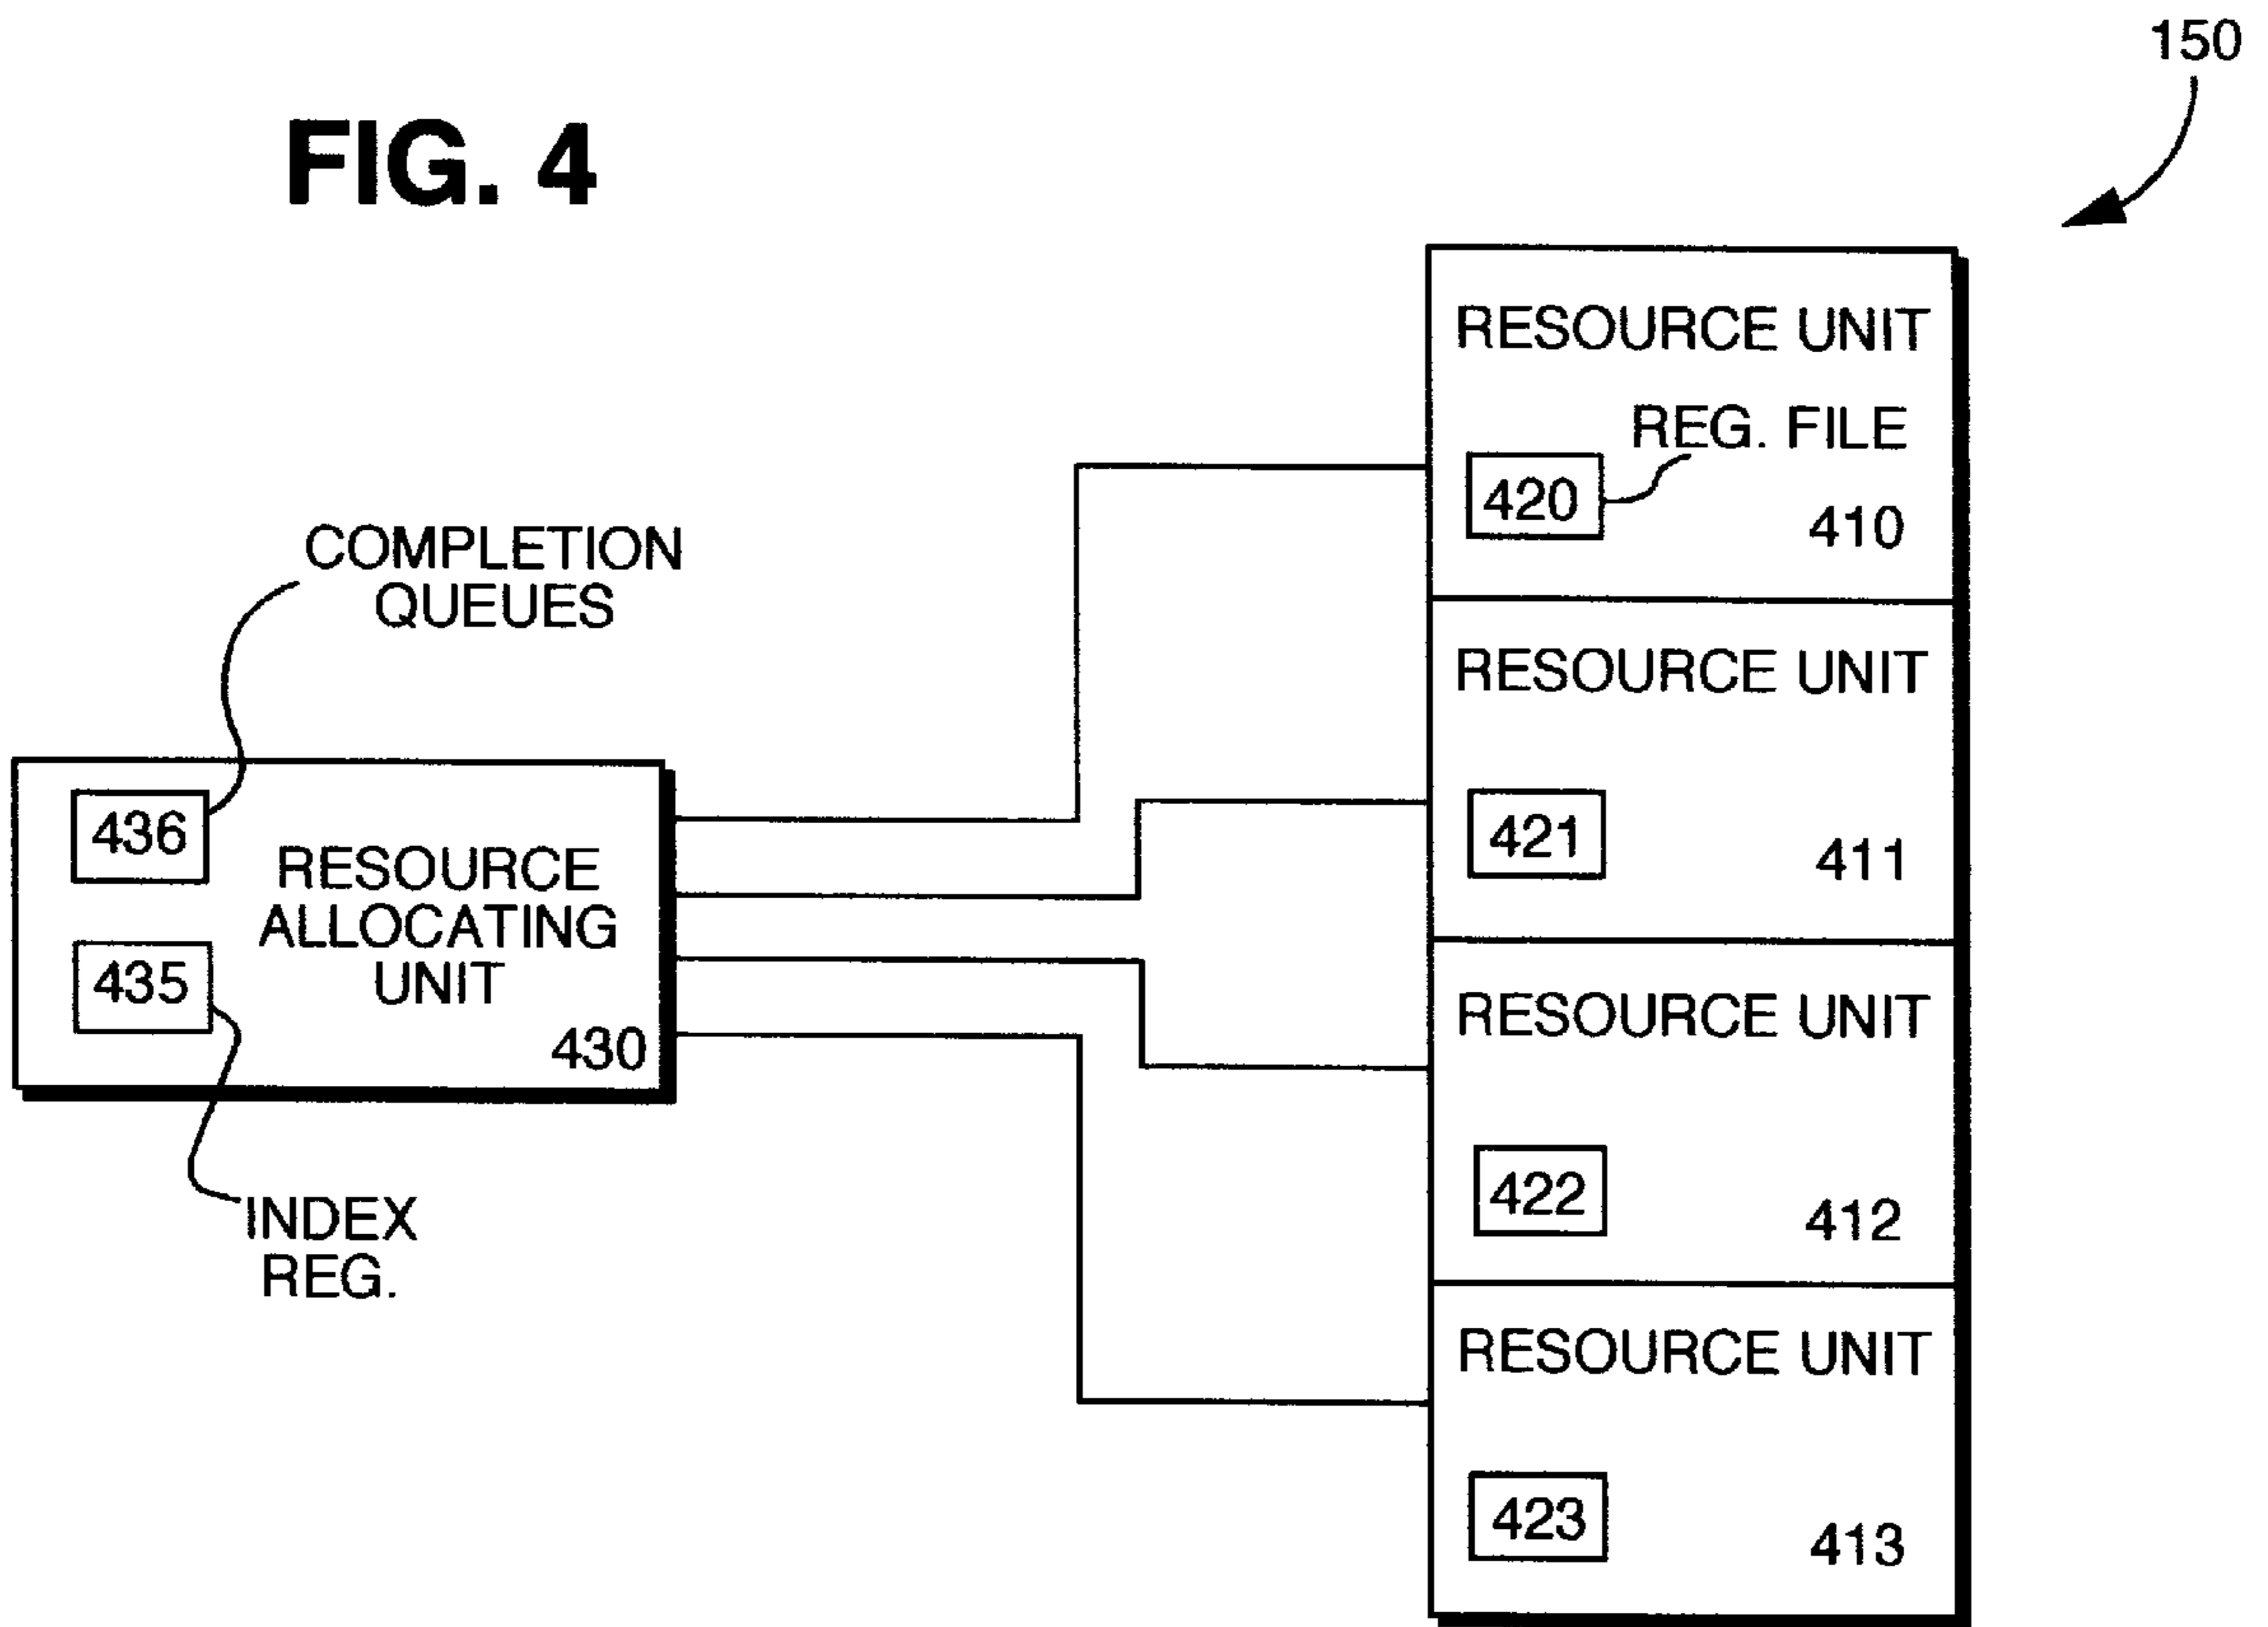 150
FIG. 4
RESOURCE UNIT
REG. FILE
420
410
COMPLETION
QUEUES
RESOURCE UNIT
421
411
436
RESOURCE
ALLOCATING
UNIT
435
430
RESOURCE UNIT
422
412
INDEX
REG.
RESOURCE UNIT
423
413